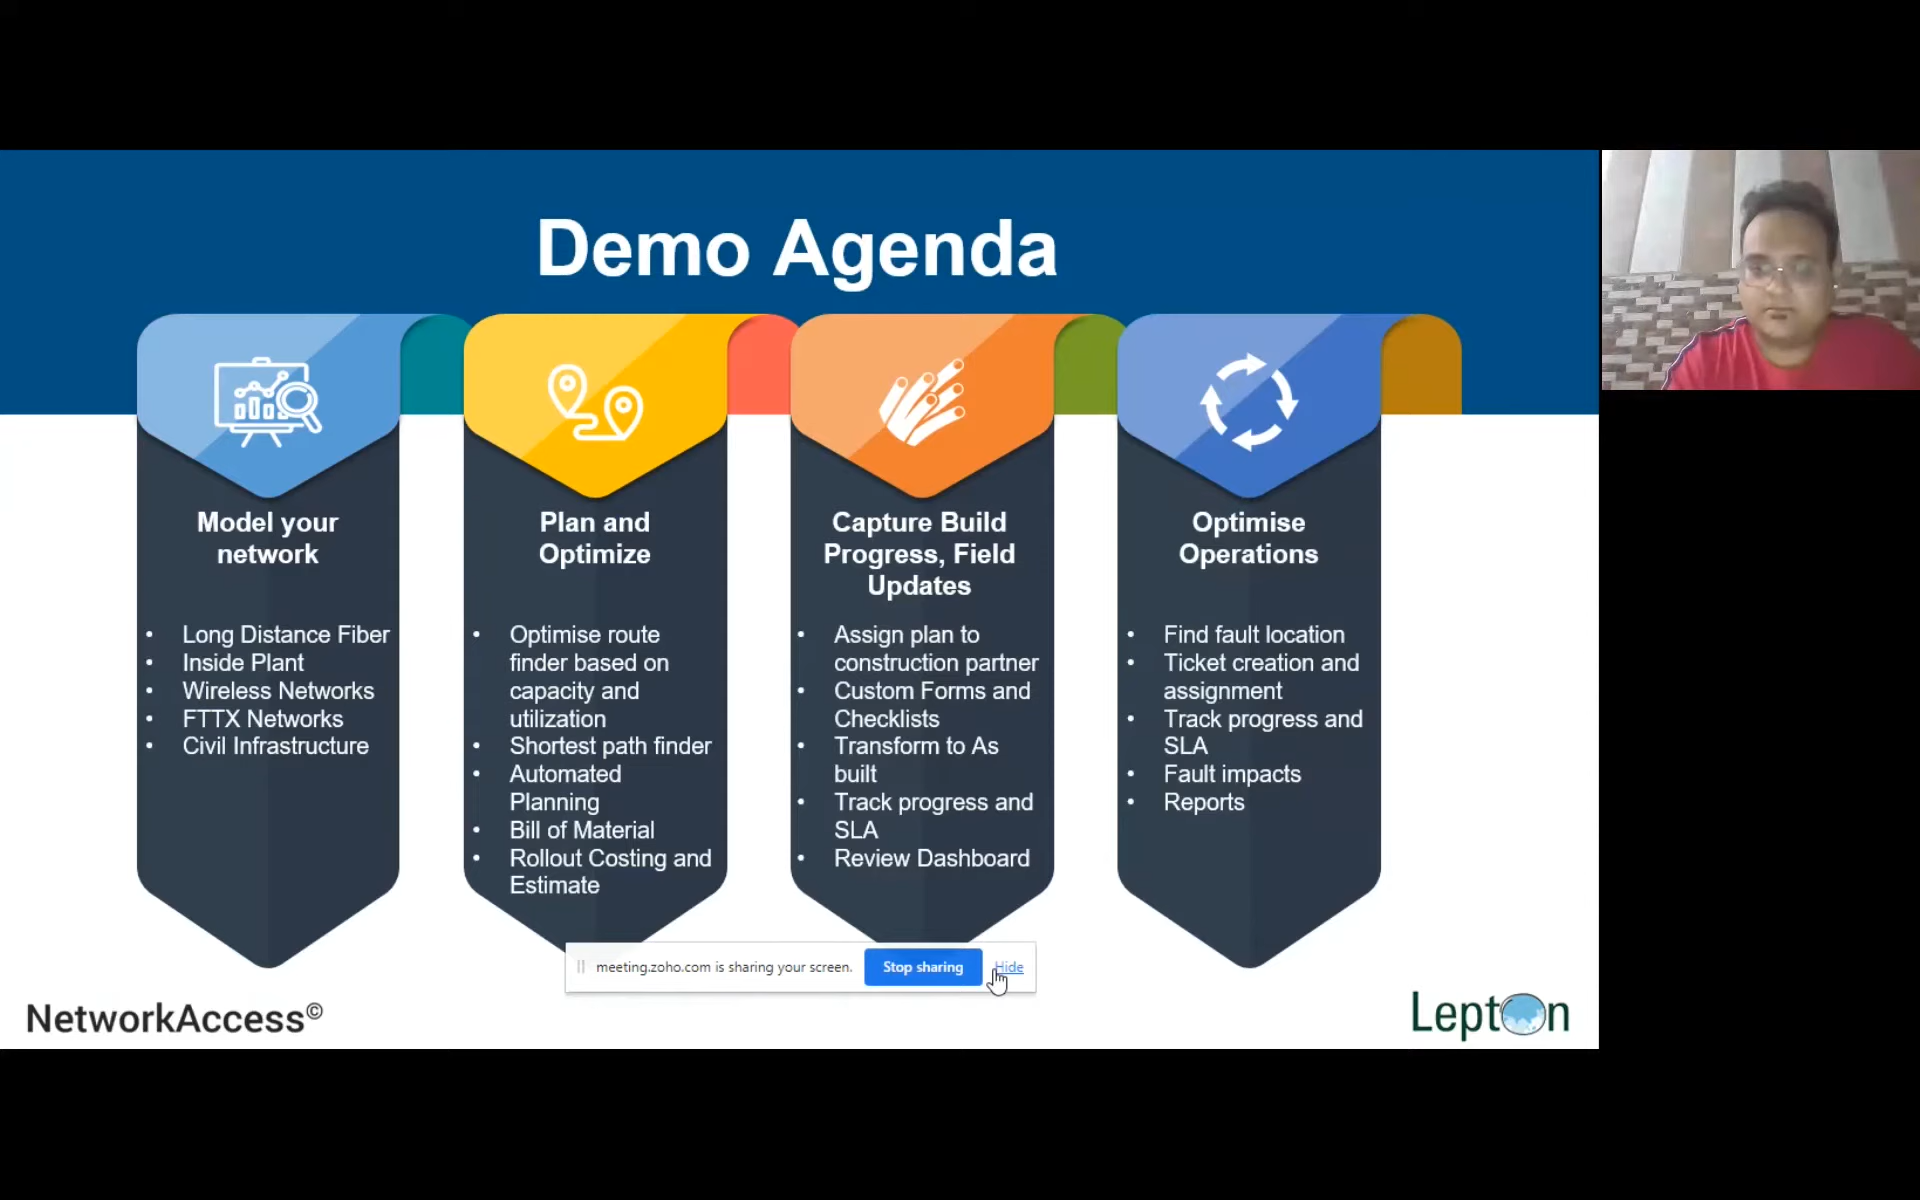 Demo Agenda
Model your
network
• Long Distance Fiber
• Inside Plant
• Wireless Networks
• FTTX Networks
• Civil Infrastructure
Plan and
Optimize
• Optimise route
finder based on
capacity and
utilization
• Shortest path finder
• Automated
Planning
• Bill of Material
• Rollout Costing and
Estimate
Capture Build
Progress, Field
Updates
• Assign plan to
construction partner
• Custom Forms and
Checklists
• Transform to As
built
• Track progress and
SLA
• Review Dashboard
Optimise
Operations
• Find fault location
• Ticket creation and
assignment
• Track progress and
SLA
• Fault impacts
• Reports
meeting.zoho.com is sharing your screen. Stop sharing Hide
NetworkAccess©
Lepton